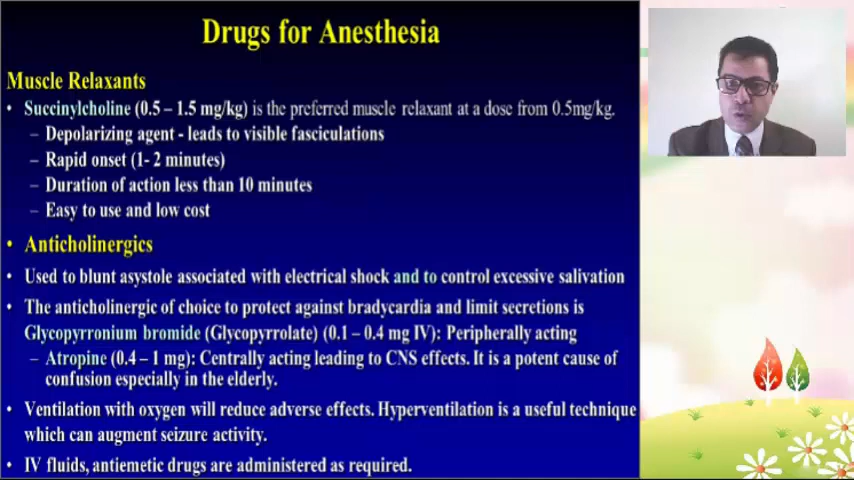 Drugs for Anesthesia
Muscle Relaxants
• Succinylcholine (0.5 – 1.5 mg/kg) is the preferred muscle relaxant at a dose from 0.5mg/kg.
– Depolarizing agent - leads to visible fasciculations
– Rapid onset (1- 2 minutes)
– Duration of action less than 10 minutes
– Easy to use and low cost
• Anticholinergics
• Used to blunt asystole associated with electrical shock and to control excessive salivation
• The anticholinergic of choice to protect against bradycardia and limit secretions is
Glycopyrronium bromide (Glycopyrrolate) (0.1 – 0.4 mg IV): Peripherally acting
– Atropine (0.4 – 1 mg): Centrally acting leading to CNS effects. It is a potent cause of
confusion especially in the elderly.
• Ventilation with oxygen will reduce adverse effects. Hyperventilation is a useful technique
which can augment seizure activity.
• IV fluids, antiemetic drugs are administered as required.